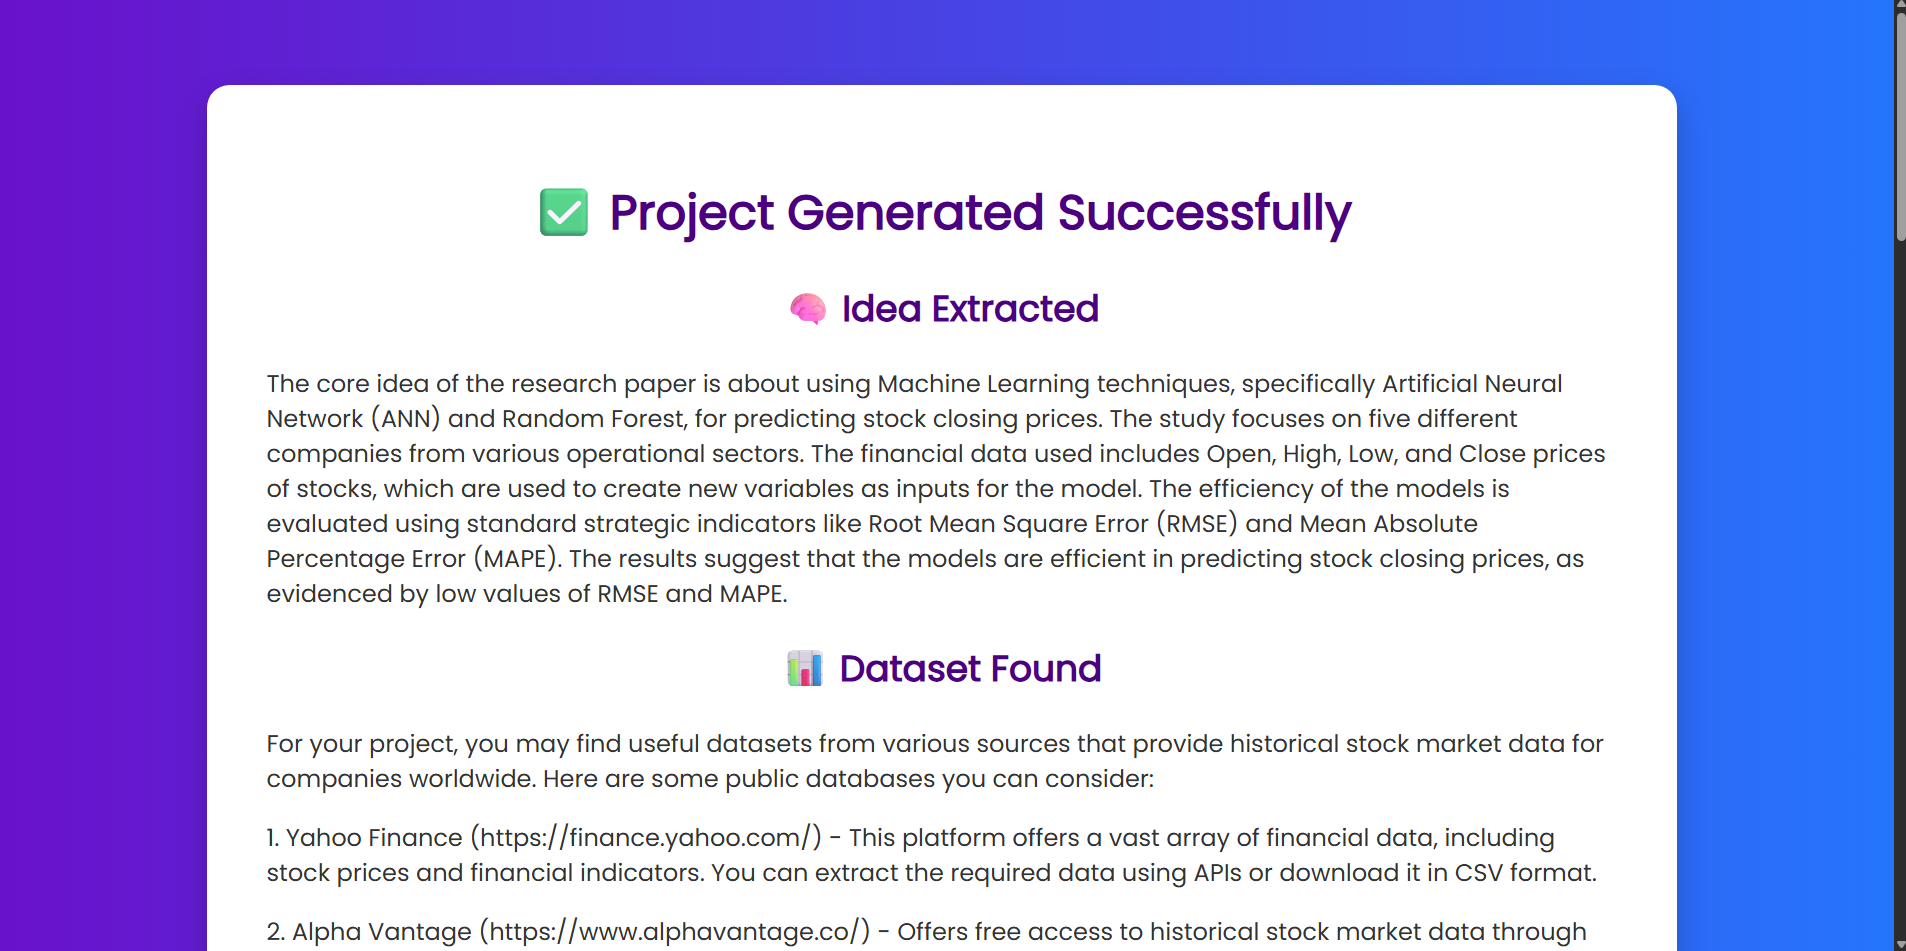 ✅ Project Generated Successfully
🧠 Idea Extracted
The core idea of the research paper is about using Machine Learning techniques, specifically Artificial Neural
Network (ANN) and Random Forest, for predicting stock closing prices. The study focuses on five different
companies from various operational sectors. The financial data used includes Open, High, Low, and Close prices
of stocks, which are used to create new variables as inputs for the model. The efficiency of the models is
evaluated using standard strategic indicators like Root Mean Square Error (RMSE) and Mean Absolute
Percentage Error (MAPE). The results suggest that the models are efficient in predicting stock closing prices, as
evidenced by low values of RMSE and MAPE.
📊 Dataset Found
For your project, you may find useful datasets from various sources that provide historical stock market data for
companies worldwide. Here are some public databases you can consider:
1. Yahoo Finance (https://finance.yahoo.com/) - This platform offers a vast array of financial data, including
stock prices and financial indicators. You can extract the required data using APIs or download it in CSV format.
2. Alpha Vantage (https://www.alphavantage.co/) - Offers free access to historical stock market data through